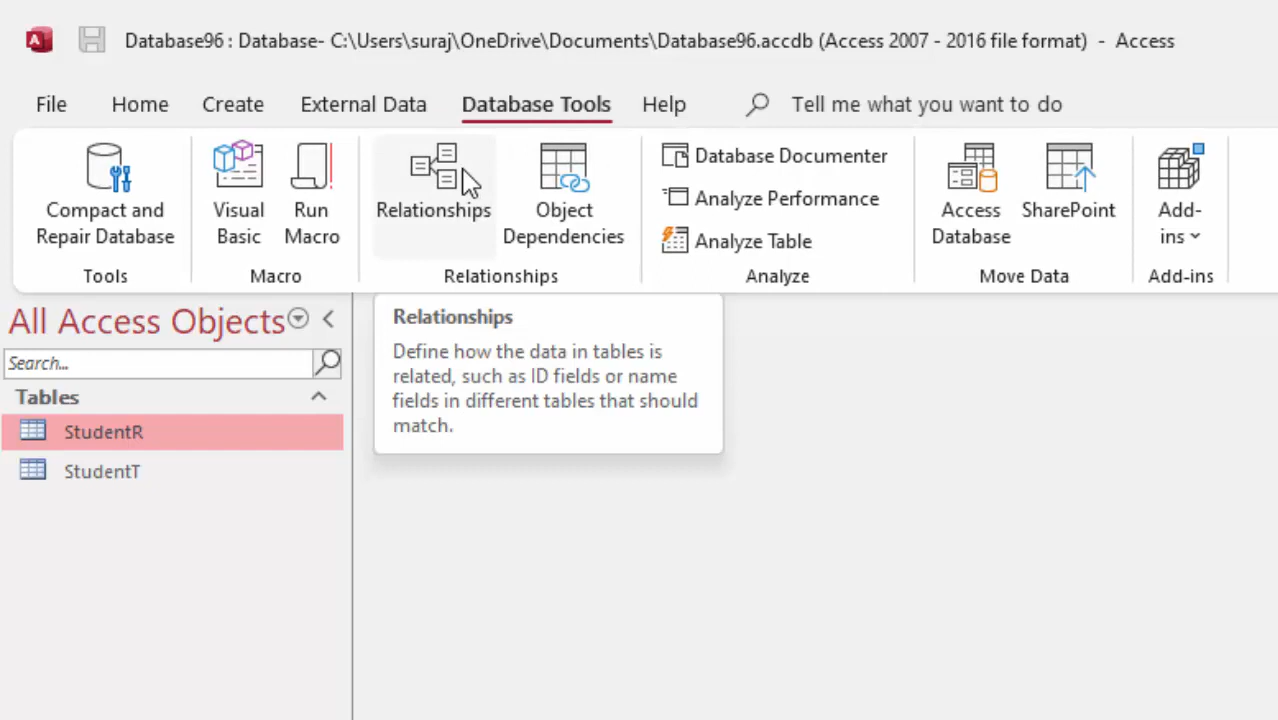 Database96 : Database- C:\Users\suraj\OneDrive\Documents\Database96.accdb (Access 2007 - 2016 file format) - Access
File Home Create External Data Database Tools Help Tell me what you want to do
Compact and
Repair Database
Tools
Visual
Basic
Run
Macro
Macro
Relationships
Object
Dependencies
Relationships
Database Documenter
Analyze Performance
Analyze Table
Analyze
Access
Database
SharePoint
Move Data
Add-
ins
Add-ins
All Access Objects
Search...
Tables
StudentR
StudentT
Relationships
Define how the data in tables is
related, such as ID fields or name
fields in different tables that should
match.